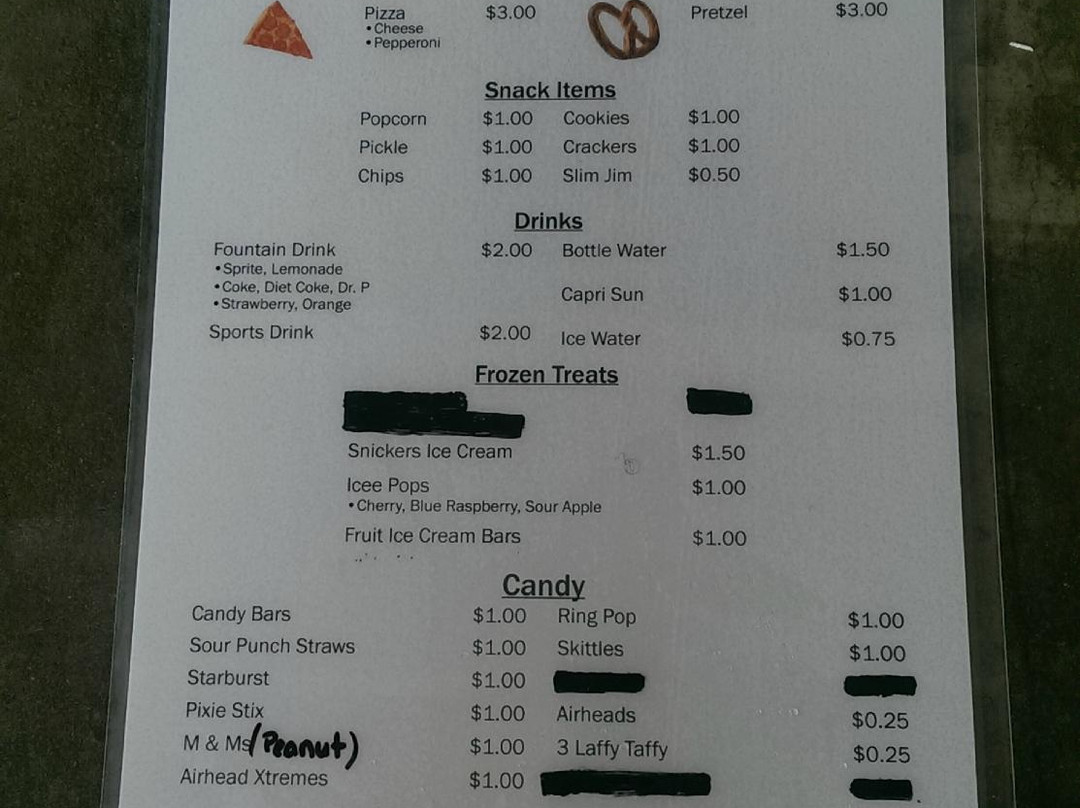 Pizza $3.00 Pretzel $3.00
• Cheese
• Pepperoni
Snack Items
Popcorn $1.00 Cookies $1.00
Pickle $1.00 Crackers $1.00
Chips $1.00 Slim Jim $0.50
Drinks
Fountain Drink $2.00 Bottle Water $1.50
• Sprite, Lemonade
• Coke, Diet Coke, Dr. P
Capri Sun $1.00
• Strawberry, Orange
Sports Drink $2.00 Ice Water $0.75
Frozen Treats
Snickers Ice Cream $1.50
Icee Pops $1.00
• Cherry, Blue Raspberry, Sour Apple
Fruit Ice Cream Bars $1.00
Candy
Candy Bars $1.00 Ring Pop $1.00
Sour Punch Straws $1.00 Skittles $1.00
Starburst $1.00
Pixie Stix $1.00 Airheads $0.25
M & Ms (Peanut) $1.00 3 Laffy Taffy $0.25
Airhead Xtremes $1.00